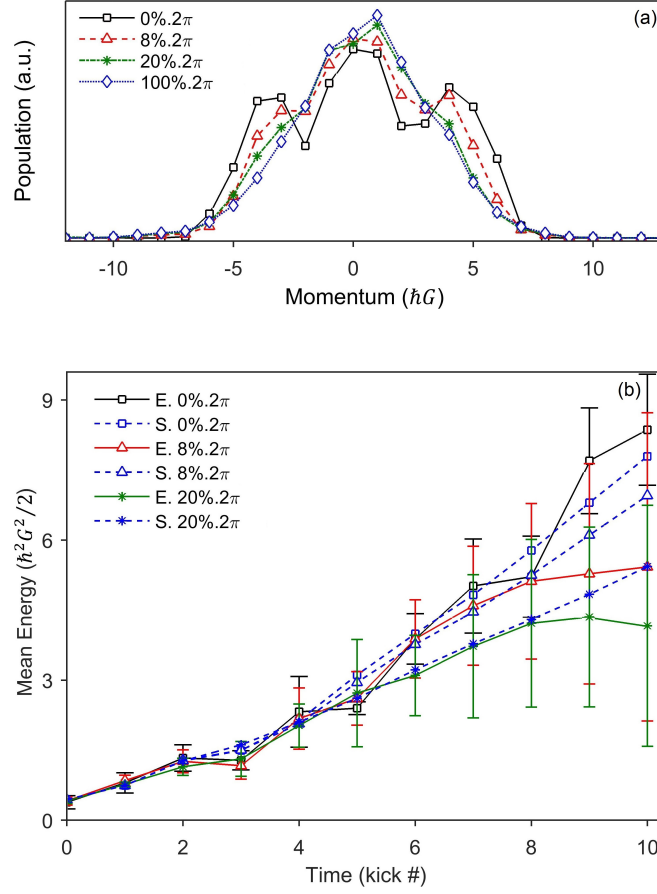 (a)
0%.2π
8%.2π
20%.2π
100%.2π
Population (a.u.)
-10 -5 0 5 10
Momentum (ℏG)
(b)
E. 0%.2π
S. 0%.2π
E. 8%.2π
S. 8%.2π
E. 20%.2π
S. 20%.2π
Mean Energy (ℏ²G²/2)
9
6
3
0
0 2 4 6 8 10
Time (kick #)